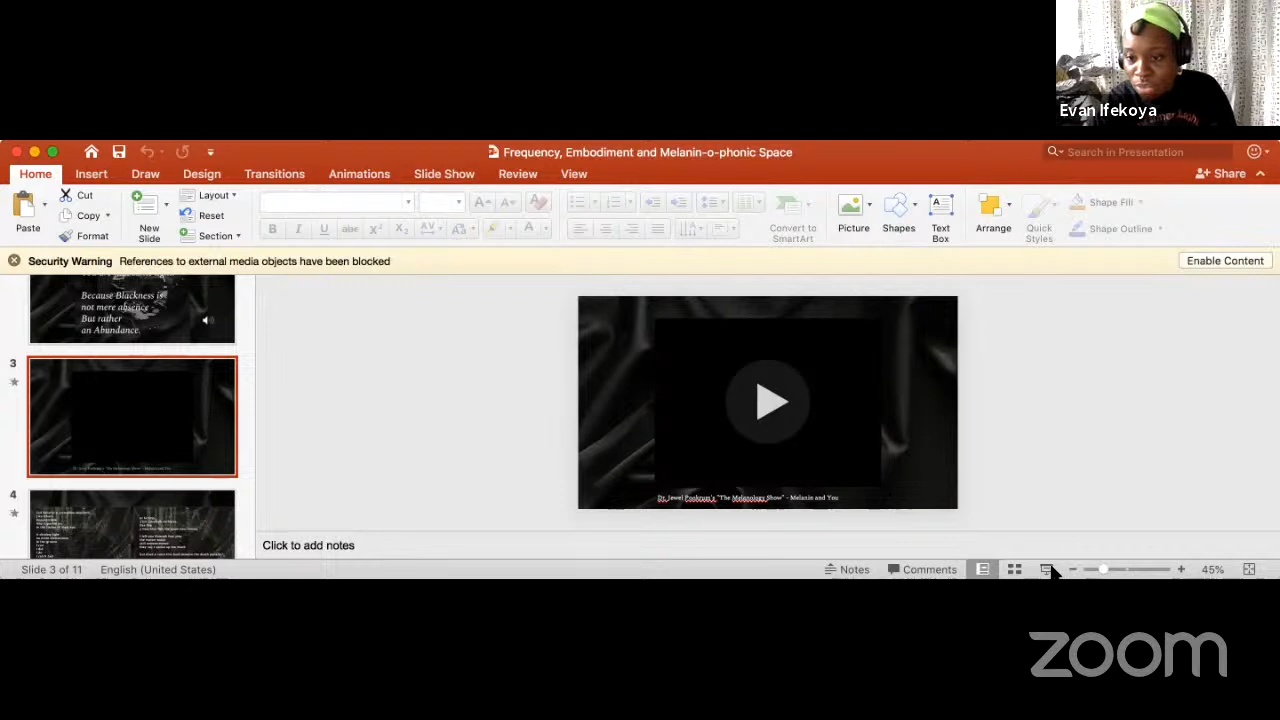 Evan Ifekoya
Frequency, Embodiment and Melanin-o-phonic Space
Search in Presentation
Home Insert Draw Design Transitions Animations Slide Show Review View
Share
Paste
Cut
Copy
Format
New
Slide
Layout
Reset
Section
Convert to
SmartArt
Picture
Shapes
Text
Box
Arrange
Quick
Styles
Shape Fill
Shape Outline
Security Warning References to external media objects have been blocked
Enable Content
Because Blackness is
not mere absence
But rather
an Abundance.
3
4
Dr. Jewel Pookrum's "The Melanology Show" - Melanin and You
Click to add notes
Slide 3 of 11 English (United States)
Notes Comments 45%
zoom